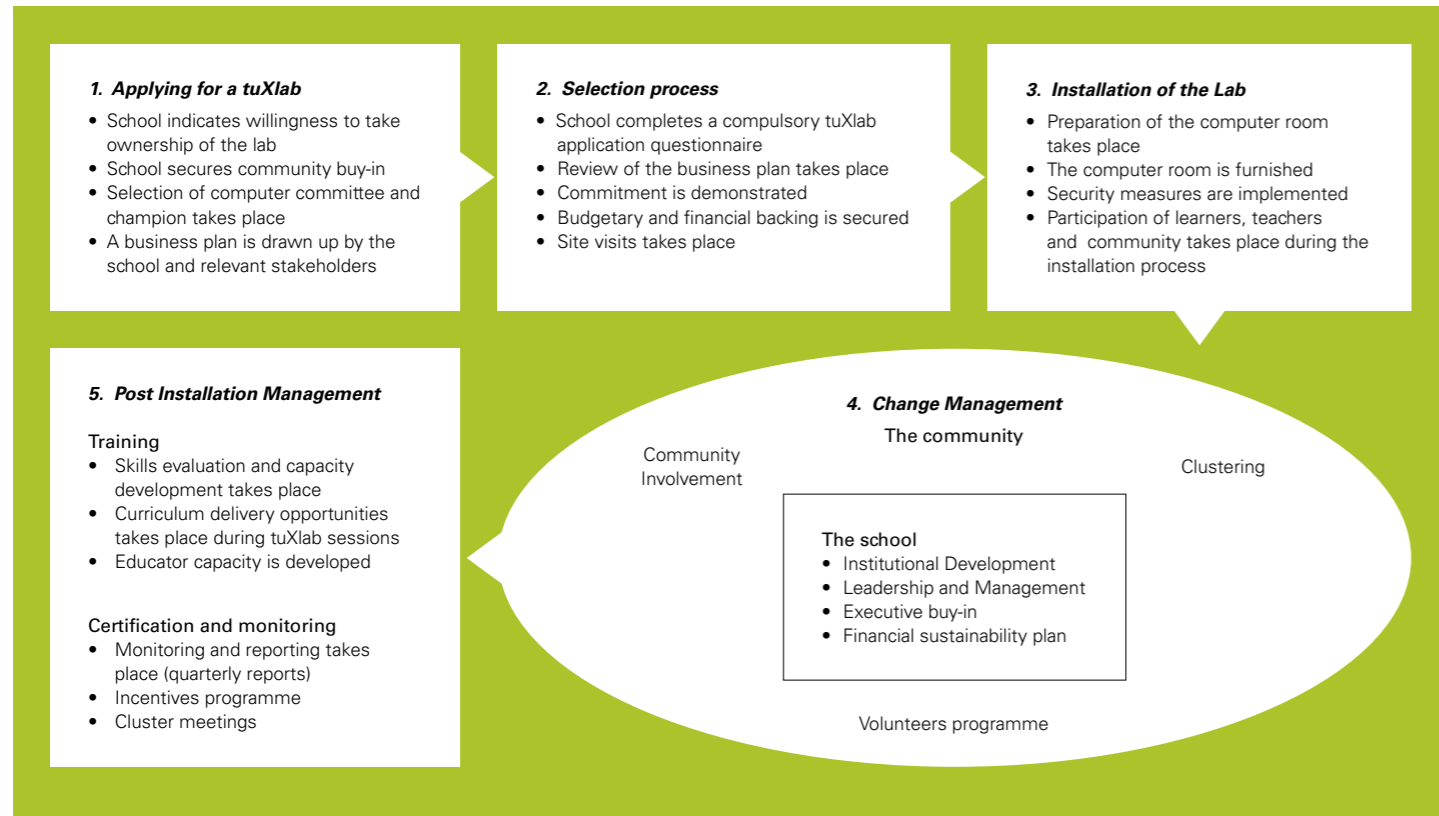 1. Applying for a tuXlab
• School indicates willingness to take
ownership of the lab
• School secures community buy-in
• Selection of computer committee and
champion takes place
• A business plan is drawn up by the
school and relevant stakeholders
2. Selection process
• School completes a compulsory tuXlab
application questionnaire
• Review of the business plan takes place
• Commitment is demonstrated
• Budgetary and financial backing is secured
• Site visits takes place
3. Installation of the Lab
• Preparation of the computer room
takes place
• The computer room is furnished
• Security measures are implemented
• Participation of learners, teachers
and community takes place during the
installation process
4. Change Management
The community
Community
Involvement
Clustering
The school
• Institutional Development
• Leadership and Management
• Executive buy-in
• Financial sustainability plan
Volunteers programme
5. Post Installation Management
Training
• Skills evaluation and capacity
development takes place
• Curriculum delivery opportunities
takes place during tuXlab sessions
• Educator capacity is developed
Certification and monitoring
• Monitoring and reporting takes
place (quarterly reports)
• Incentives programme
• Cluster meetings